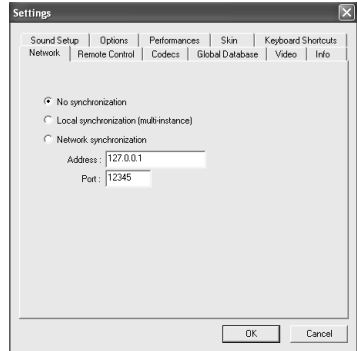 Settings
Sound Setup Options Performances Skin Keyboard Shortcuts
Network Remote Control Codecs Global Database Video Info
No synchronization
Local synchronization (multi-instance)
Network synchronization
Address : 127.0.0.1
Port : 12345
OK Cancel